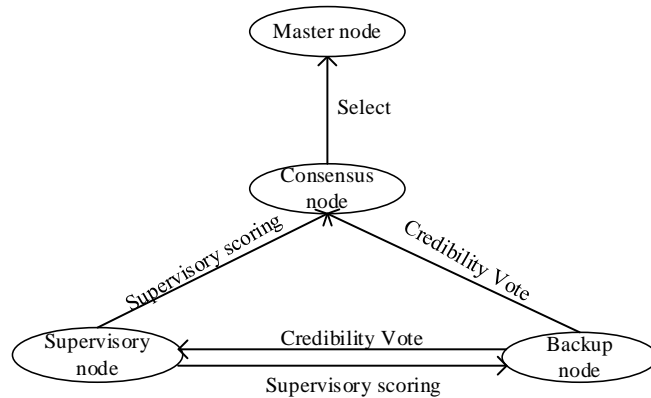 Master node
Select
Consensus
node
Supervisory scoring
Credibility Vote
Supervisory
node
Credibility Vote
Backup
node
Supervisory scoring